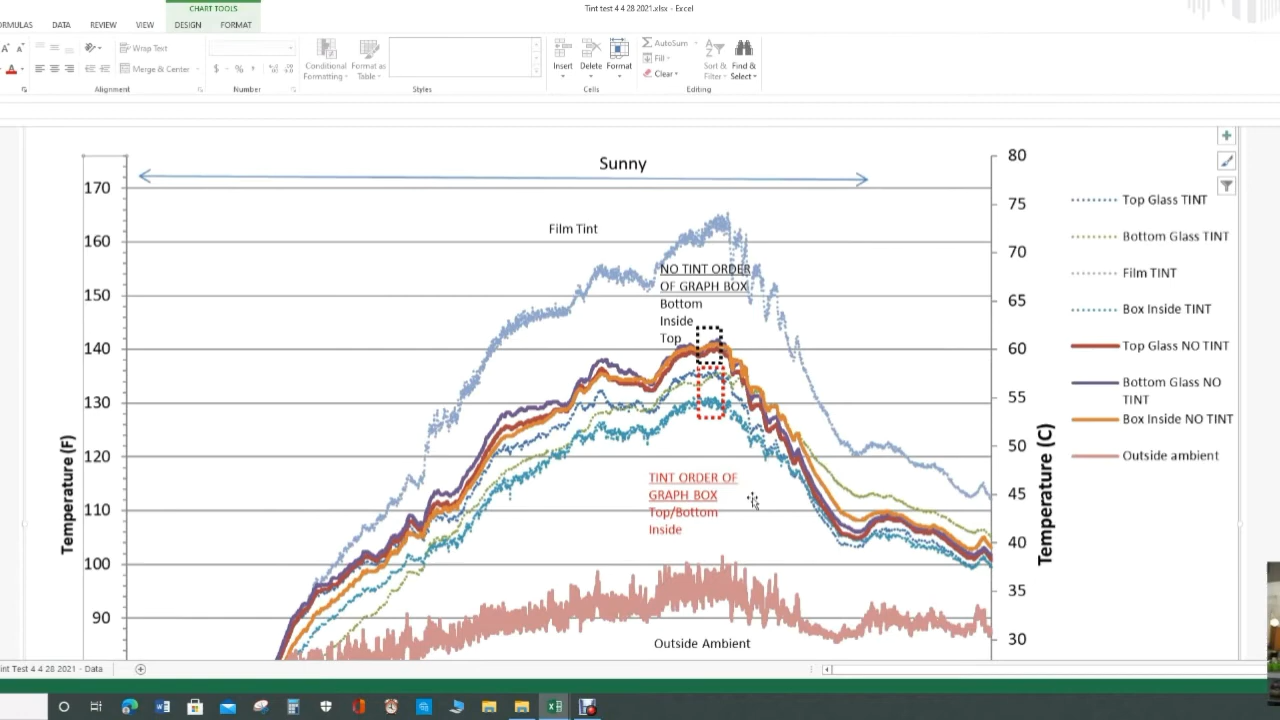 CHART TOOLS
Tint test 4 4 28 2021.xlsx - Excel
ORMULAS DATA REVIEW VIEW DESIGN FORMAT
Wrap Text
Merge & Center
Alignment
$ %
Number
Conditional
Formatting
Format as
Table
Styles
Insert Delete Format
Cells
AutoSum
Fill
Clear
Sort &
Filter
Find &
Select
Editing
Sunny
170
160
150
140
130
120
110
100
90
Temperature (F)
Film Tint
NO TINT ORDER
OF GRAPH BOX
Bottom
Inside
Top
TINT ORDER OF
GRAPH BOX
Top/Bottom
Inside
Outside Ambient
80
75
70
65
60
55
50
45
40
35
30
Temperature (C)
Top Glass TINT
Bottom Glass TINT
Film TINT
Box Inside TINT
Top Glass NO TINT
Bottom Glass NO
TINT
Box Inside NO TINT
Outside ambient
int Test 4 4 28 2021 - Data